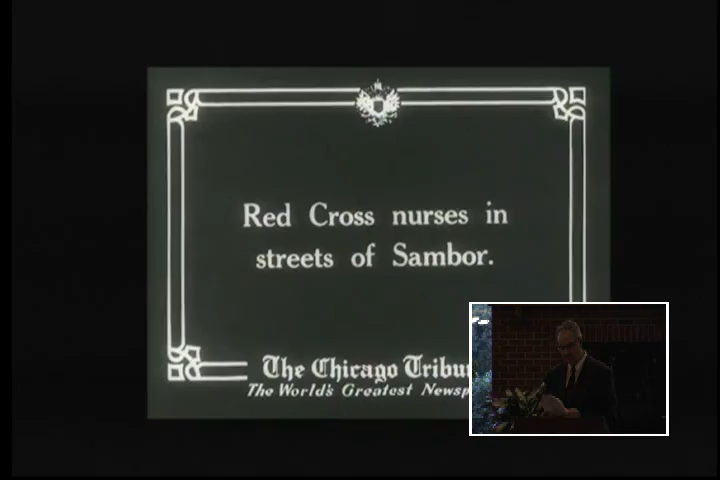 Red Cross nurses in
streets of Sambor.
The Chicago
The World's Greatest